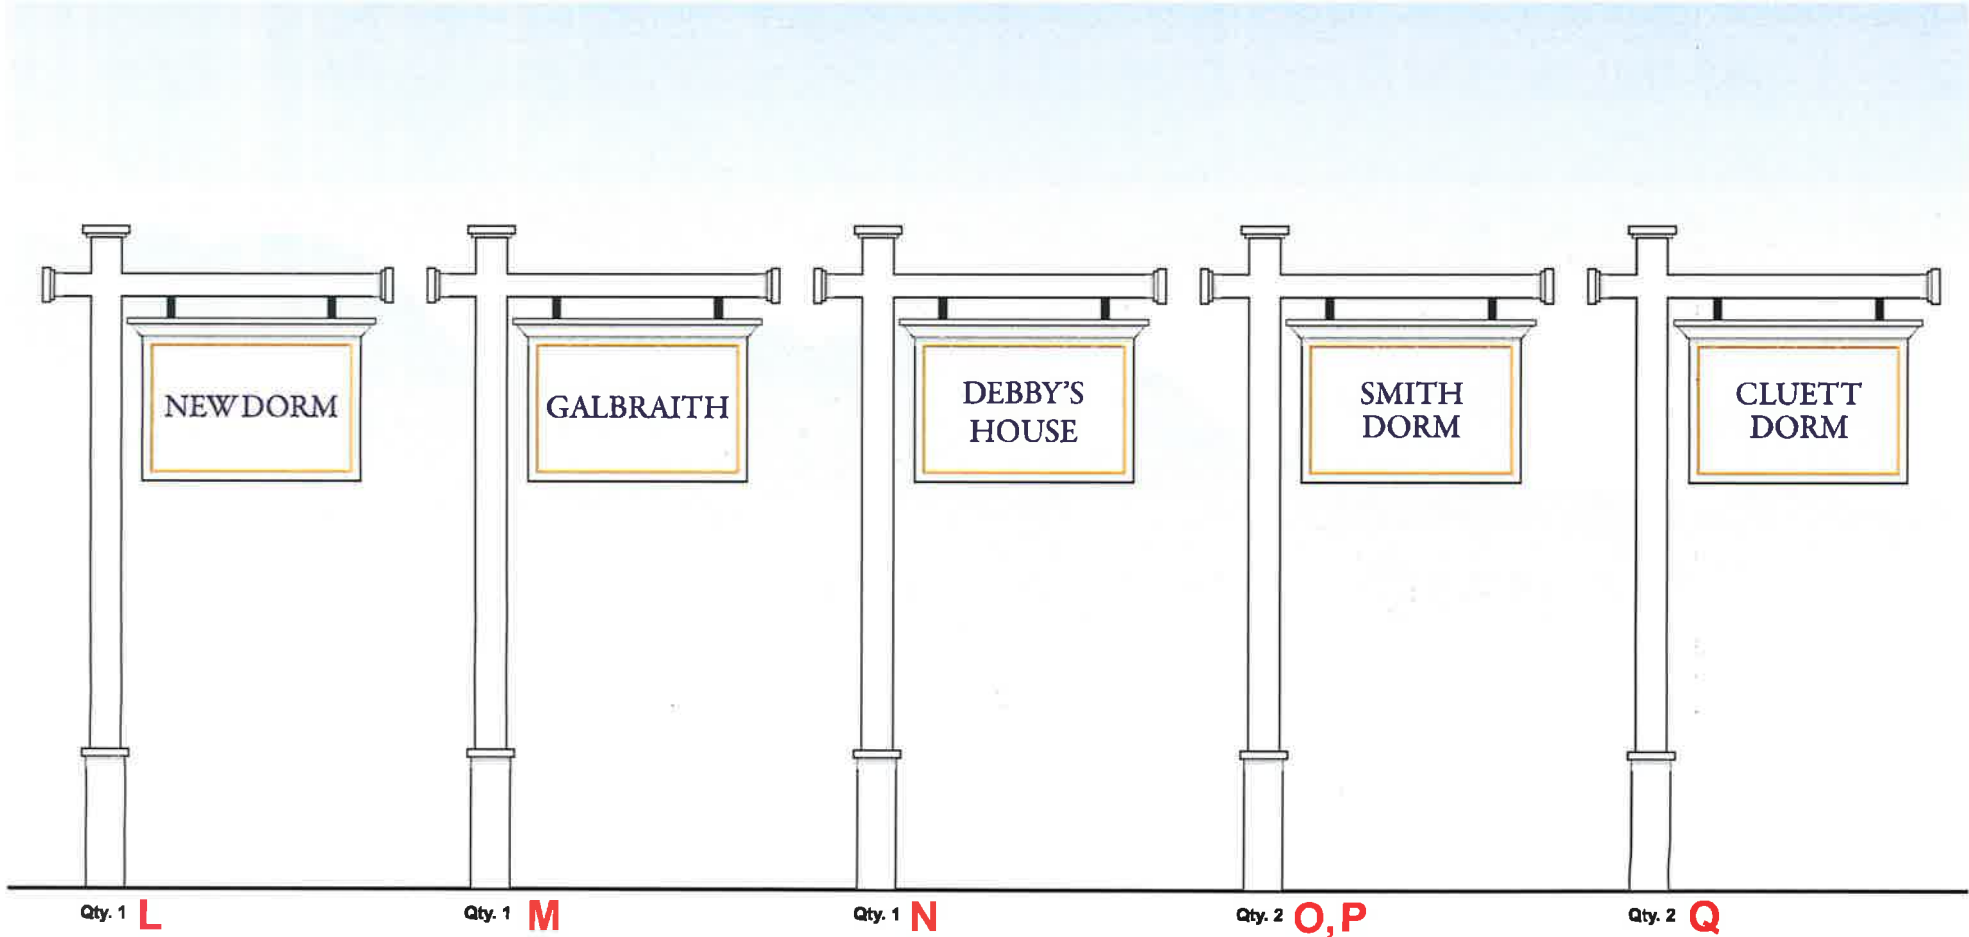 NEW DORM
GALBRAITH
DEBBY'S
HOUSE
SMITH
DORM
CLUETT
DORM
Qty. 1 L
Qty. 1 M
Qty. 1 N
Qty. 2 O,P
Qty. 2 Q